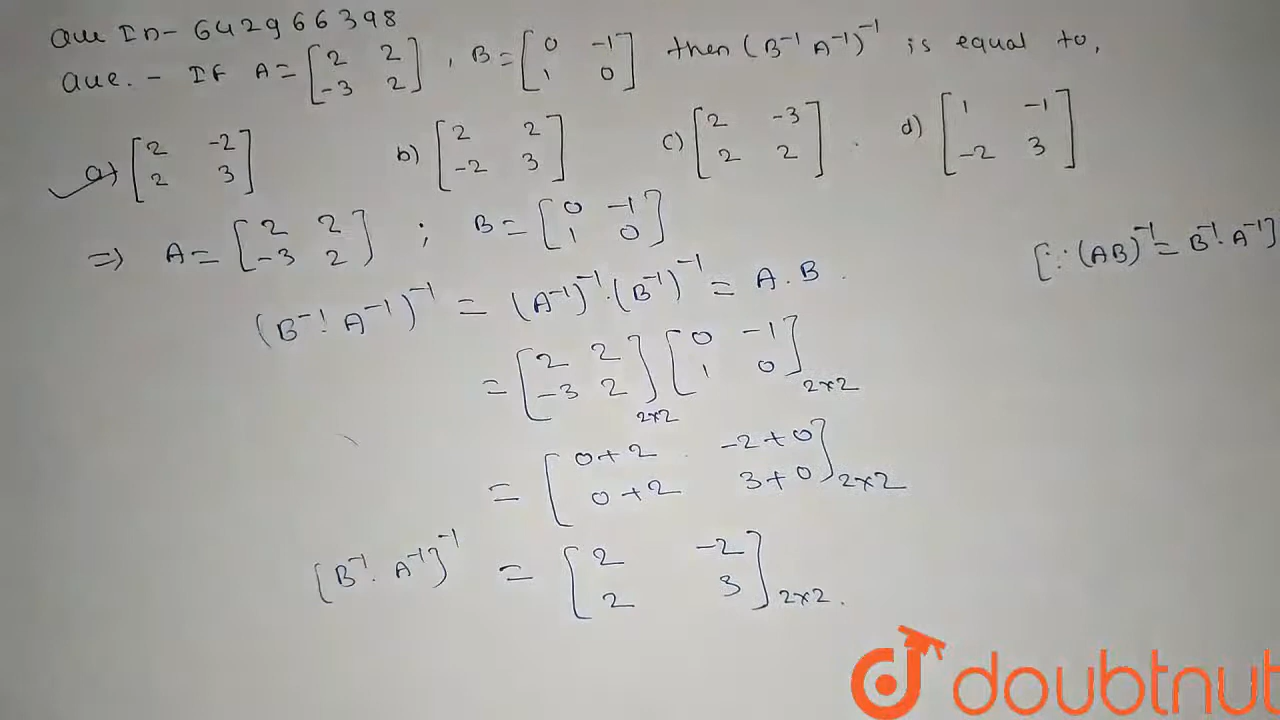 Que ID - 642966398
Que. - If A = [2 2; -3 2], B = [0 -1; 1 0] then (B⁻¹ A⁻¹)⁻¹ is equal to,
a) [2 -2; 2 3] b) [2 2; -2 3] c) [2 -3; 2 2] . d) [1 -1; -2 3]
=> A = [2 2; -3 2] ; B = [0 -1; 1 0]
[∵ (AB)⁻¹ = B⁻¹. A⁻¹]
(B⁻¹. A⁻¹)⁻¹ = (A⁻¹)⁻¹. (B⁻¹)⁻¹ = A . B .
= [2 2; -3 2]2×2 [0 -1; 1 0]2×2
= [0+2 -2+0; 0+2 3+0]2×2
[B⁻¹. A⁻¹]⁻¹ = [2 -2; 2 3]2×2.
doubtnut